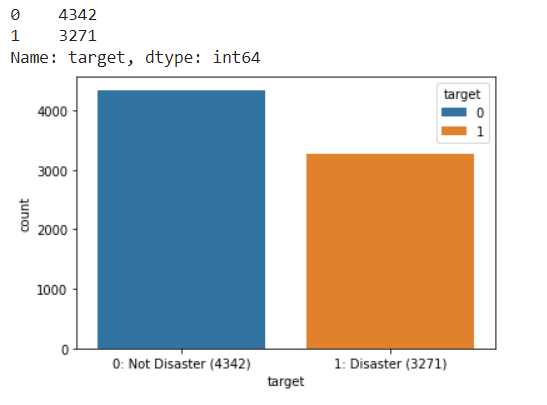 0    4342
1    3271
Name: target, dtype: int64
target
0
1
4000
3000
2000
1000
0
count
0: Not Disaster (4342)
1: Disaster (3271)
target